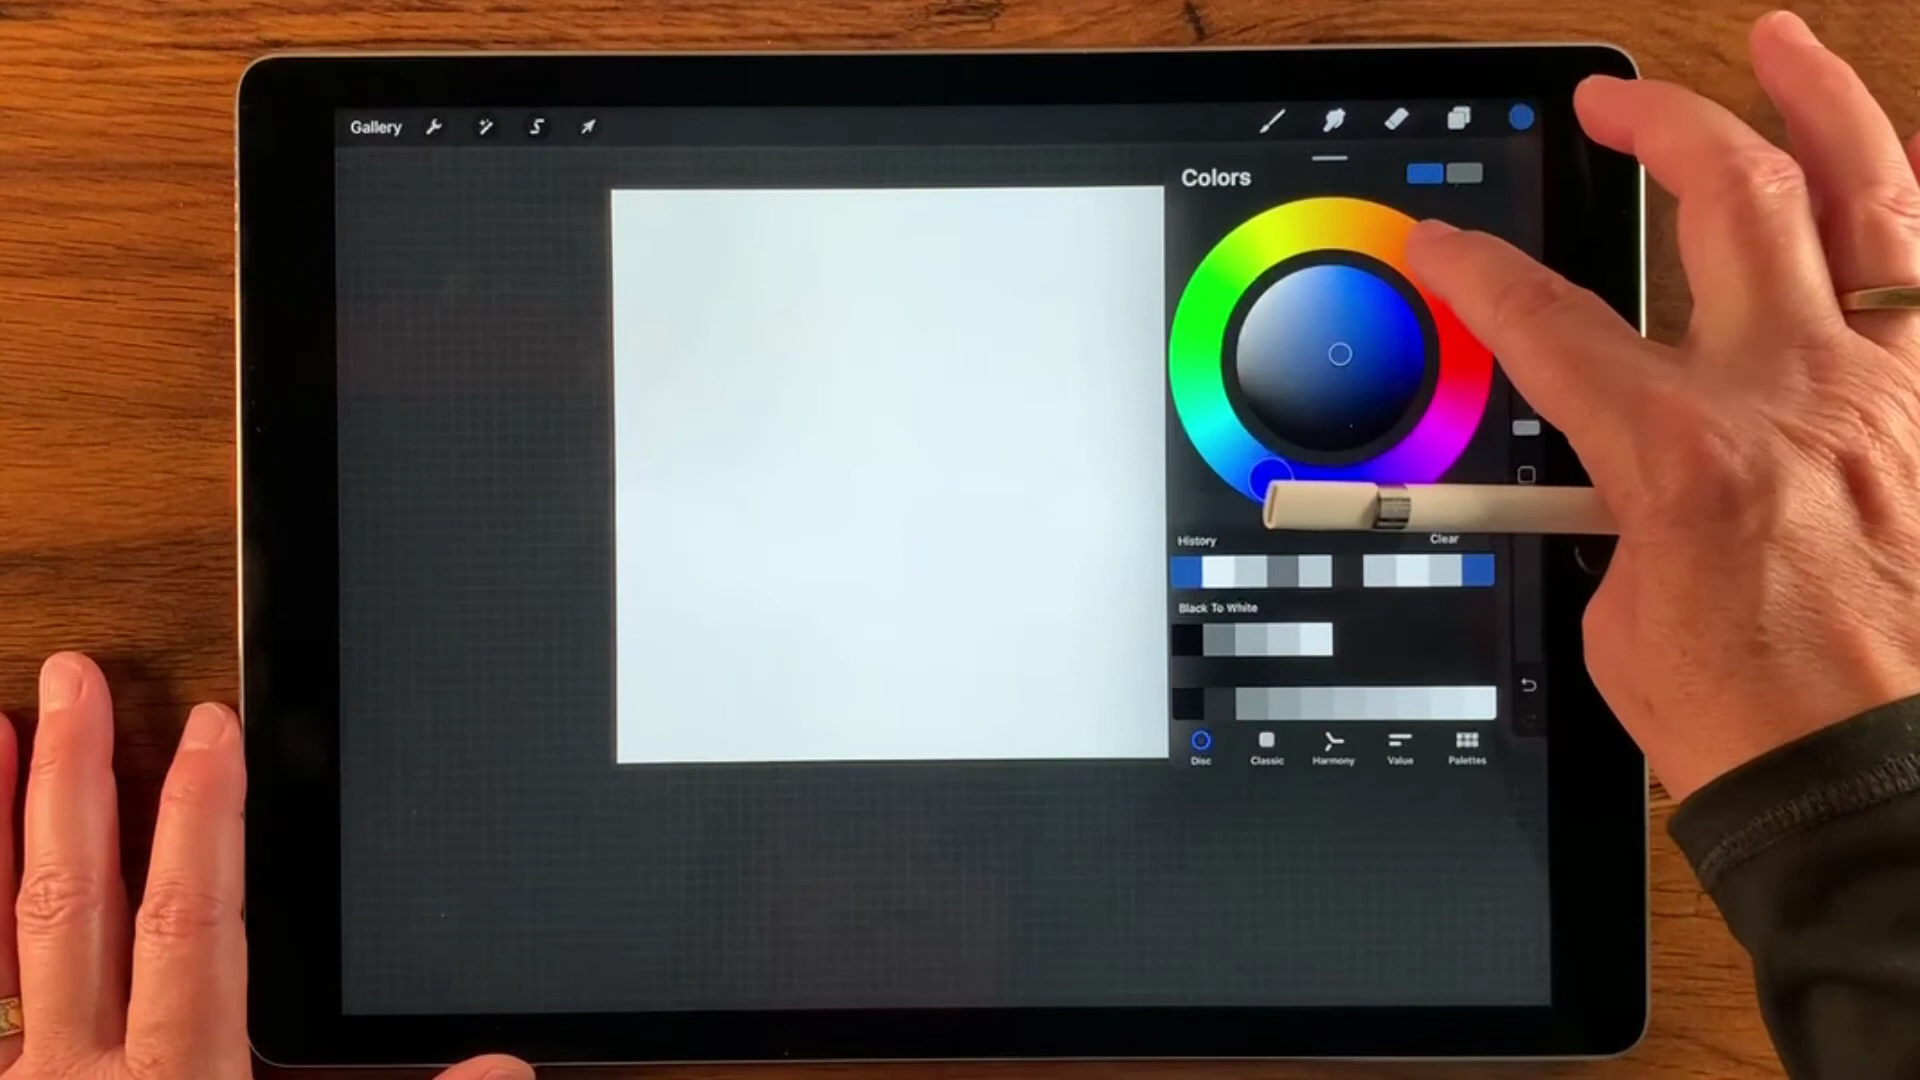 Gallery
Colors
History Clear
Black To White
Disc Classic Harmony Value Palettes